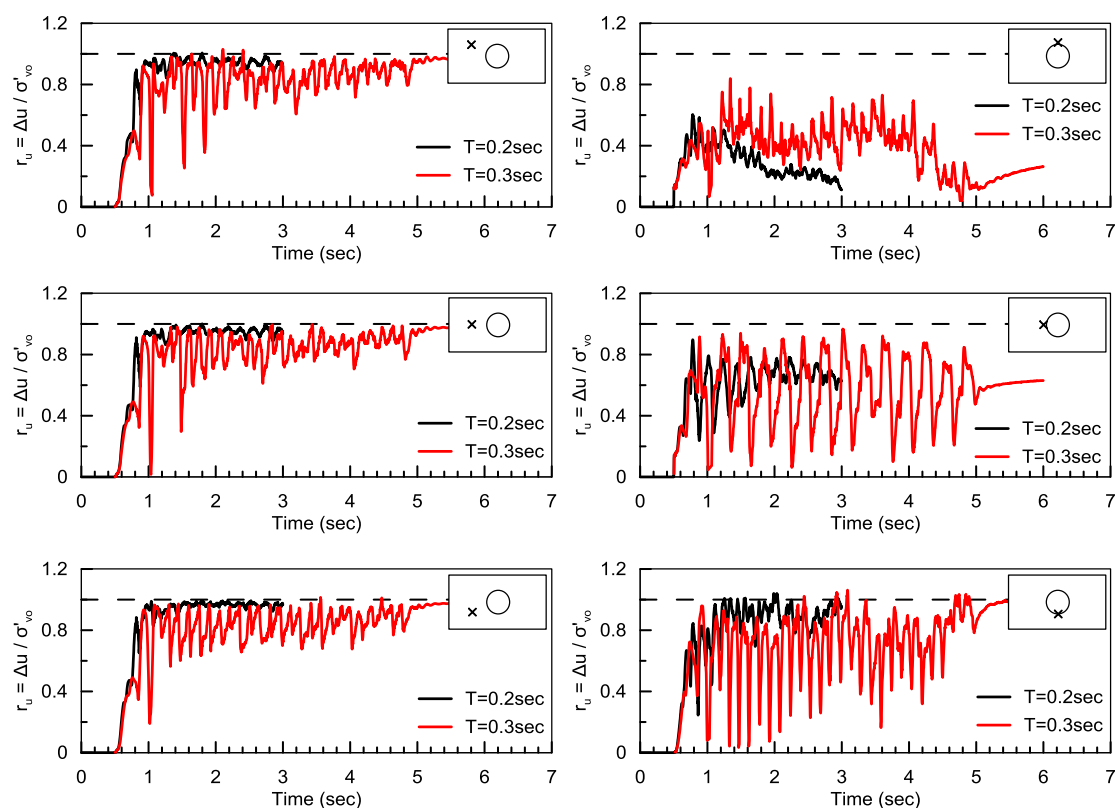 1.2
0.8
0.4
0
r_u = Δu / σ'_vo
T=0.2sec
T=0.3sec
0 1 2 3 4 5 6 7
Time (sec)
1.2
0.8
0.4
0
r_u = Δu / σ'_vo
T=0.2sec
T=0.3sec
0 1 2 3 4 5 6 7
Time (sec)
1.2
0.8
0.4
0
r_u = Δu / σ'_vo
T=0.2sec
T=0.3sec
0 1 2 3 4 5 6 7
Time (sec)
1.2
0.8
0.4
0
r_u = Δu / σ'_vo
T=0.2sec
T=0.3sec
0 1 2 3 4 5 6 7
Time (sec)
1.2
0.8
0.4
0
r_u = Δu / σ'_vo
T=0.2sec
T=0.3sec
0 1 2 3 4 5 6 7
Time (sec)
1.2
0.8
0.4
0
r_u = Δu / σ'_vo
T=0.2sec
T=0.3sec
0 1 2 3 4 5 6 7
Time (sec)